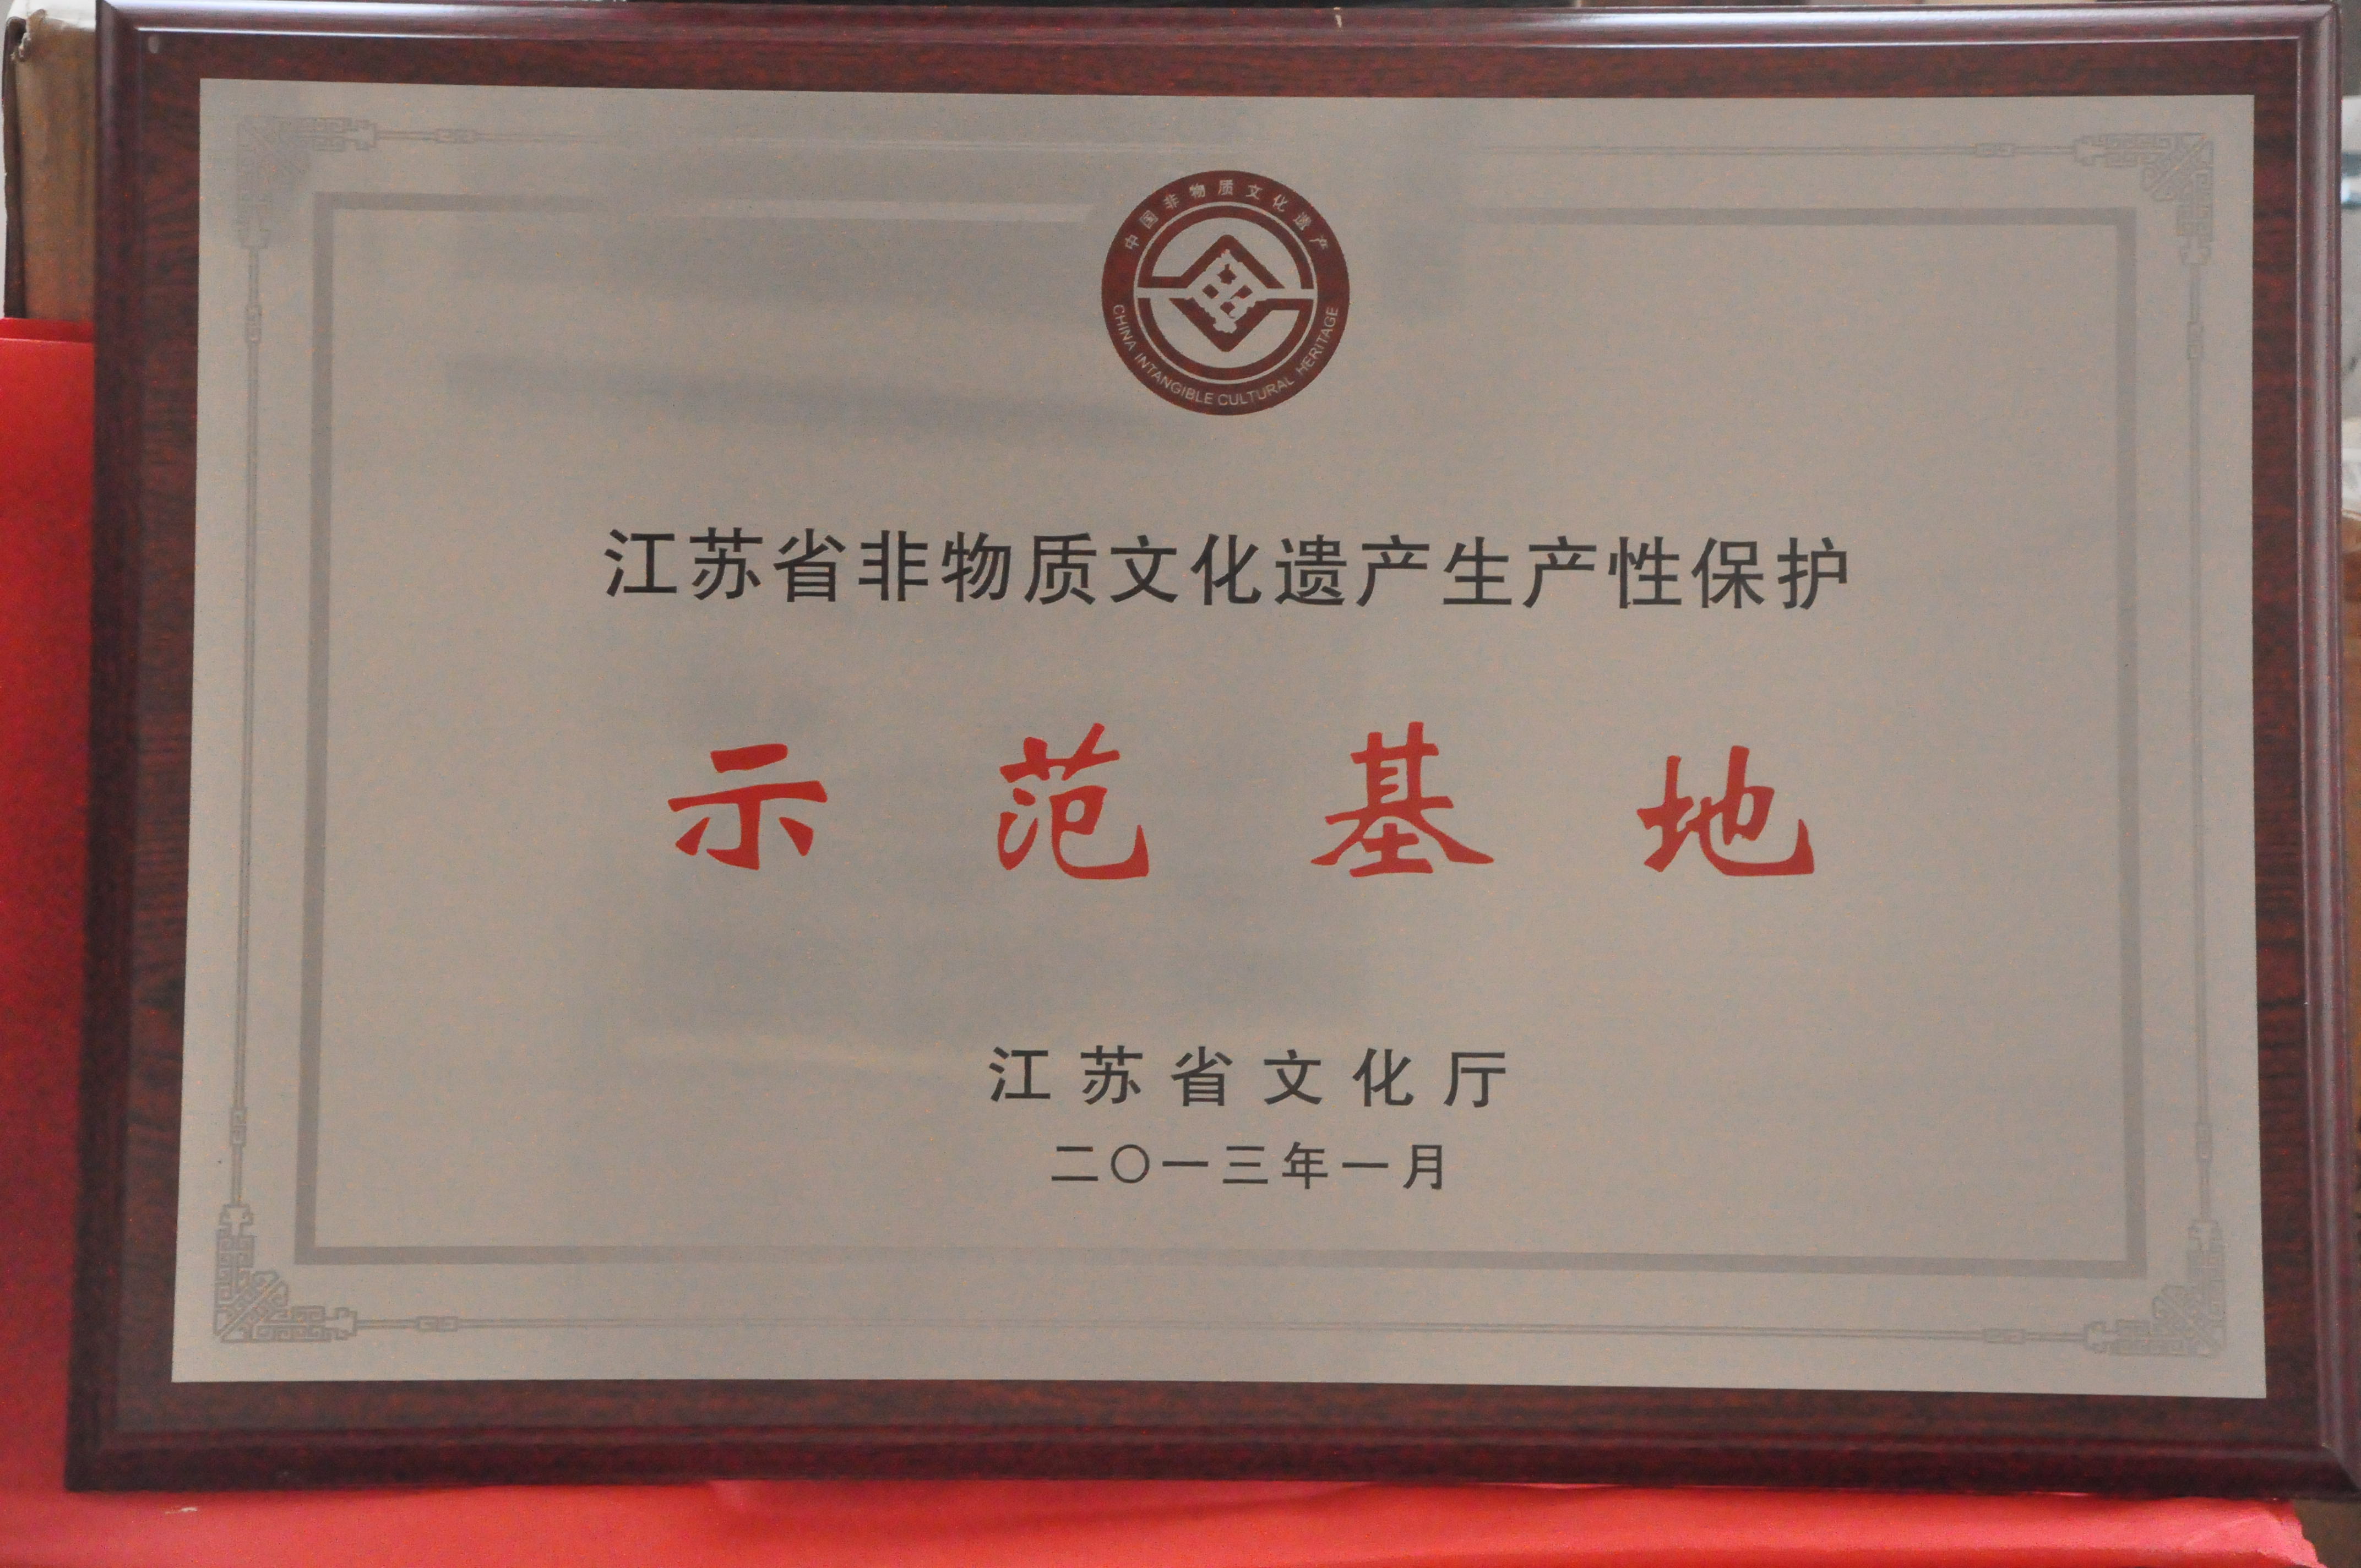 中国非物质文化遗产
CHINA INTANGIBLE CULTURAL HERITAGE
江苏省非物质文化遗产生产性保护
示范基地
江苏省文化厅
二〇一三年一月